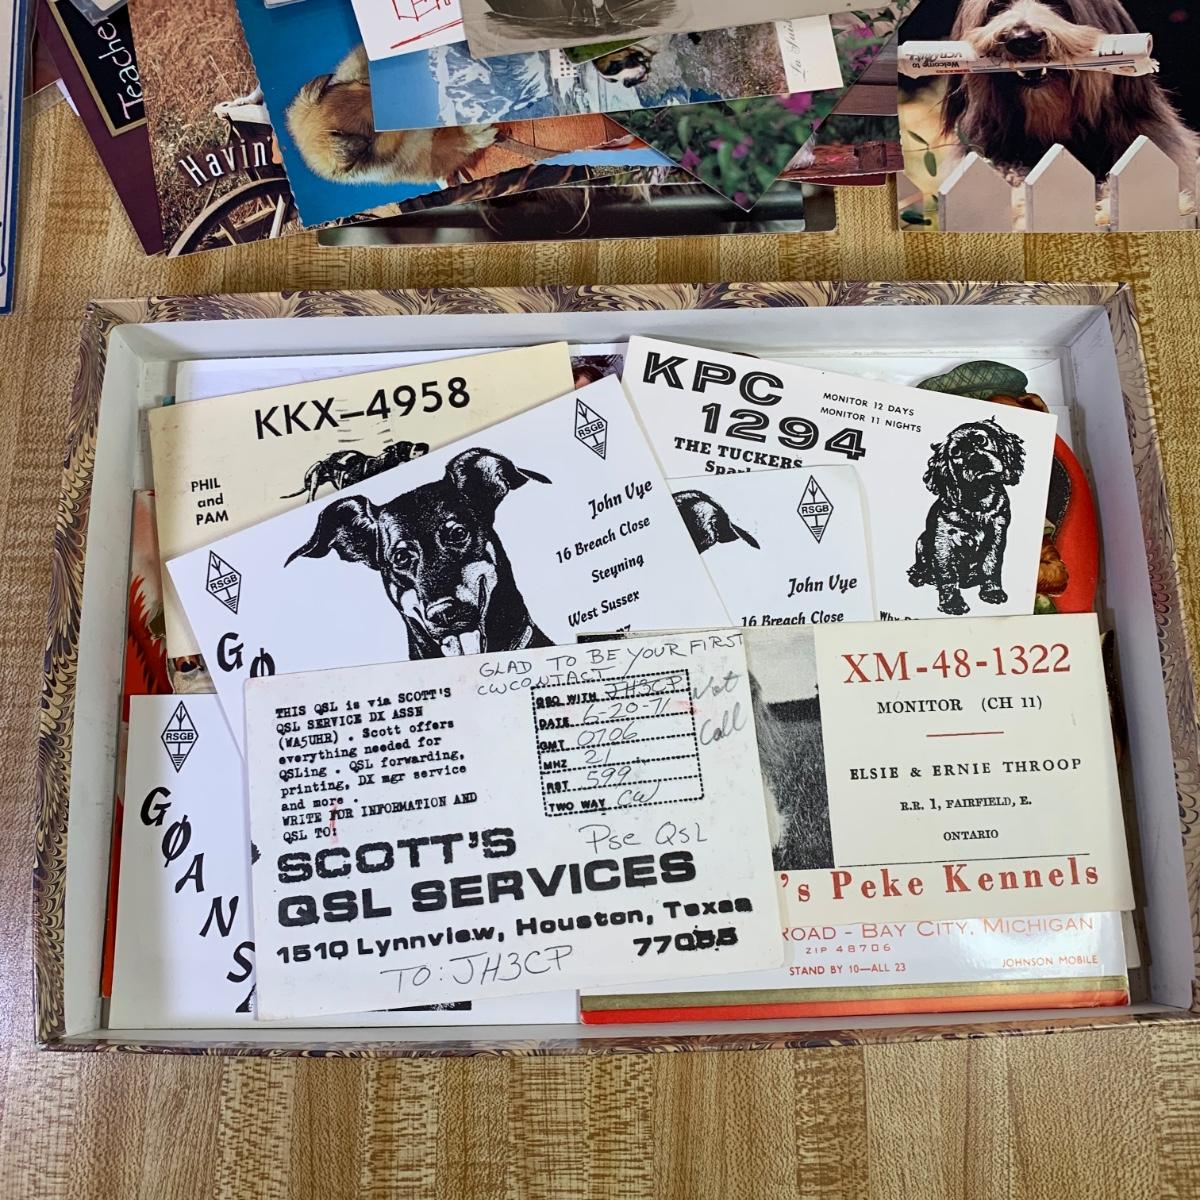 Teache
Havin'
Welcome to
KKX-4958
PHIL
and
PAM
RSGB
John Vye
16 Breach Close
Steyning
West Sussex
RSGB
GØ
KPC
1294
MONITOR 12 DAYS
MONITOR 11 NIGHTS
THE TUCKERS
RSGB
John Vye
16 Breach Close
RSGB
GØANS
GLAD TO BE YOUR FIRST
CW CONTACT
THIS QSL is via SCOTT'S
QSL SERVICE DX ASSN
(WA5UHR) . Scott offers
everything needed for
QSLing . QSL forwarding,
printing, DX mgr service
and more .
WRITE FOR INFORMATION AND
QSL TO:
QSO WITH JH3CP
DATE 6-20-71
GMT 0706
MHZ 21
RST 599
TWO WAY CW
Not
Call
Pse QSL
SCOTT'S
QSL SERVICES
1510 Lynnview, Houston, Texas
TO: JH3CP
XM-48-1322
MONITOR (CH 11)
ELSIE & ERNIE THROOP
R.R. 1, FAIRFIELD, E.
ONTARIO
's Peke Kennels
ROAD - BAY CITY, MICHIGAN
ZIP 48706
STAND BY 10—ALL 23
JOHNSON MOBILE